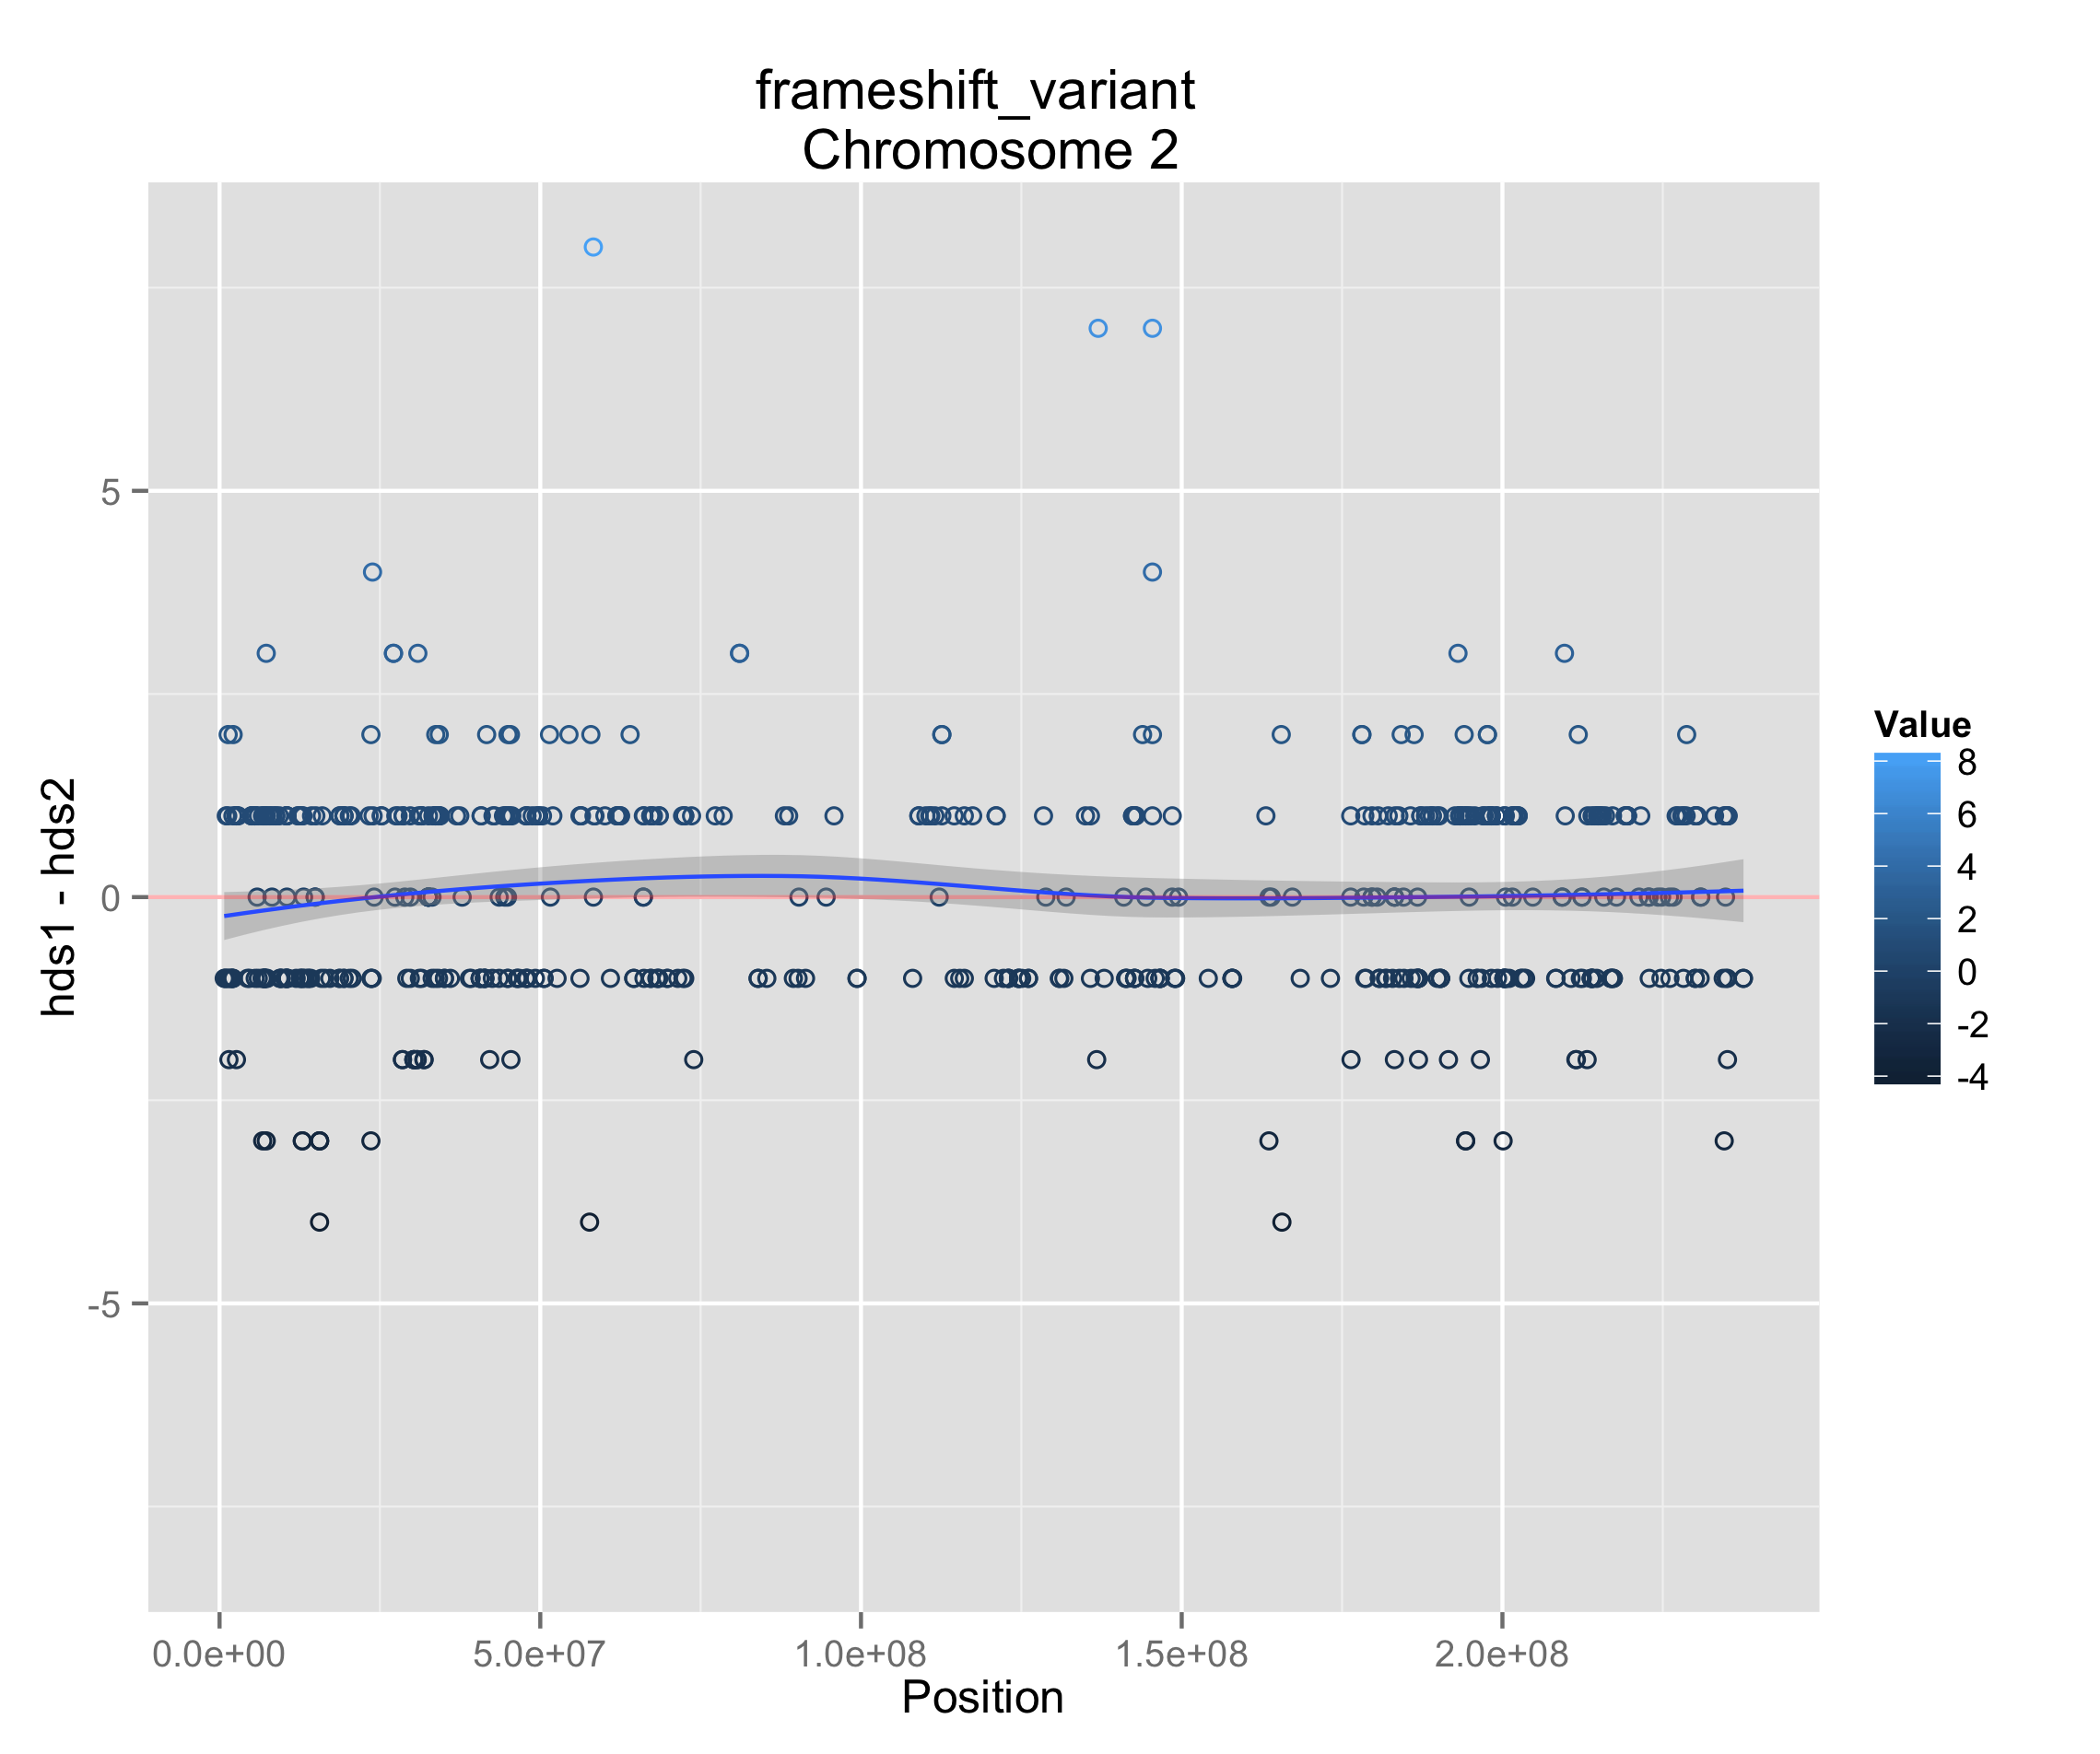 frameshift_variant
Chromosome 2
hds1 - hds2
5
0
-5
0.0e+00 5.0e+07 1.0e+08 1.5e+08 2.0e+08
Position
Value
8
6
4
2
0
-2
-4